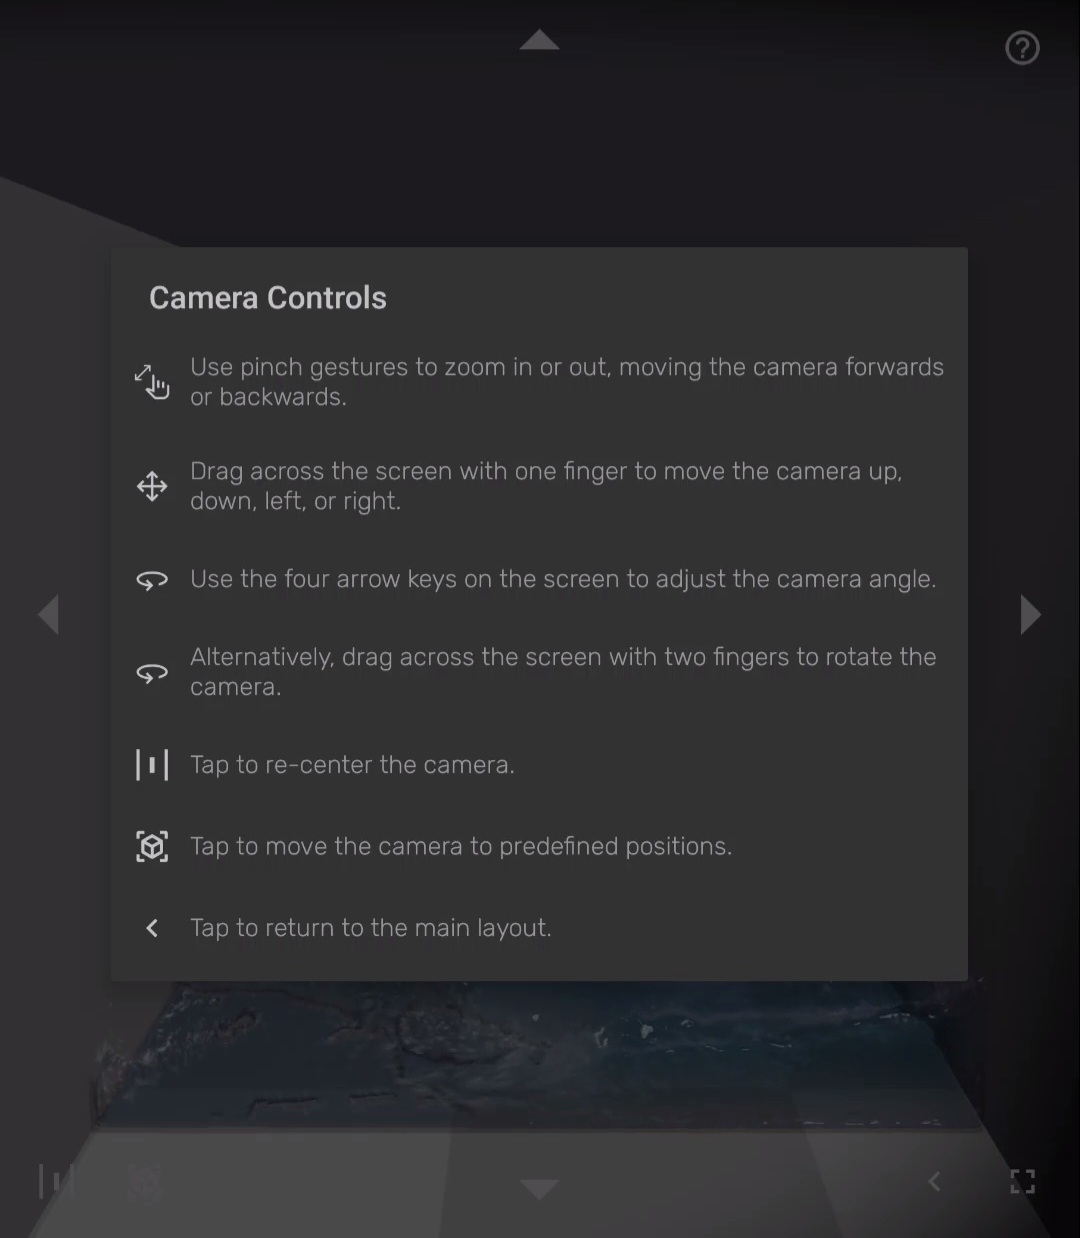 Camera Controls
Use pinch gestures to zoom in or out, moving the camera forwards
or backwards.
Drag across the screen with one finger to move the camera up,
down, left, or right.
Use the four arrow keys on the screen to adjust the camera angle.
Alternatively, drag across the screen with two fingers to rotate the
camera.
Tap to re-center the camera.
Tap to move the camera to predefined positions.
Tap to return to the main layout.